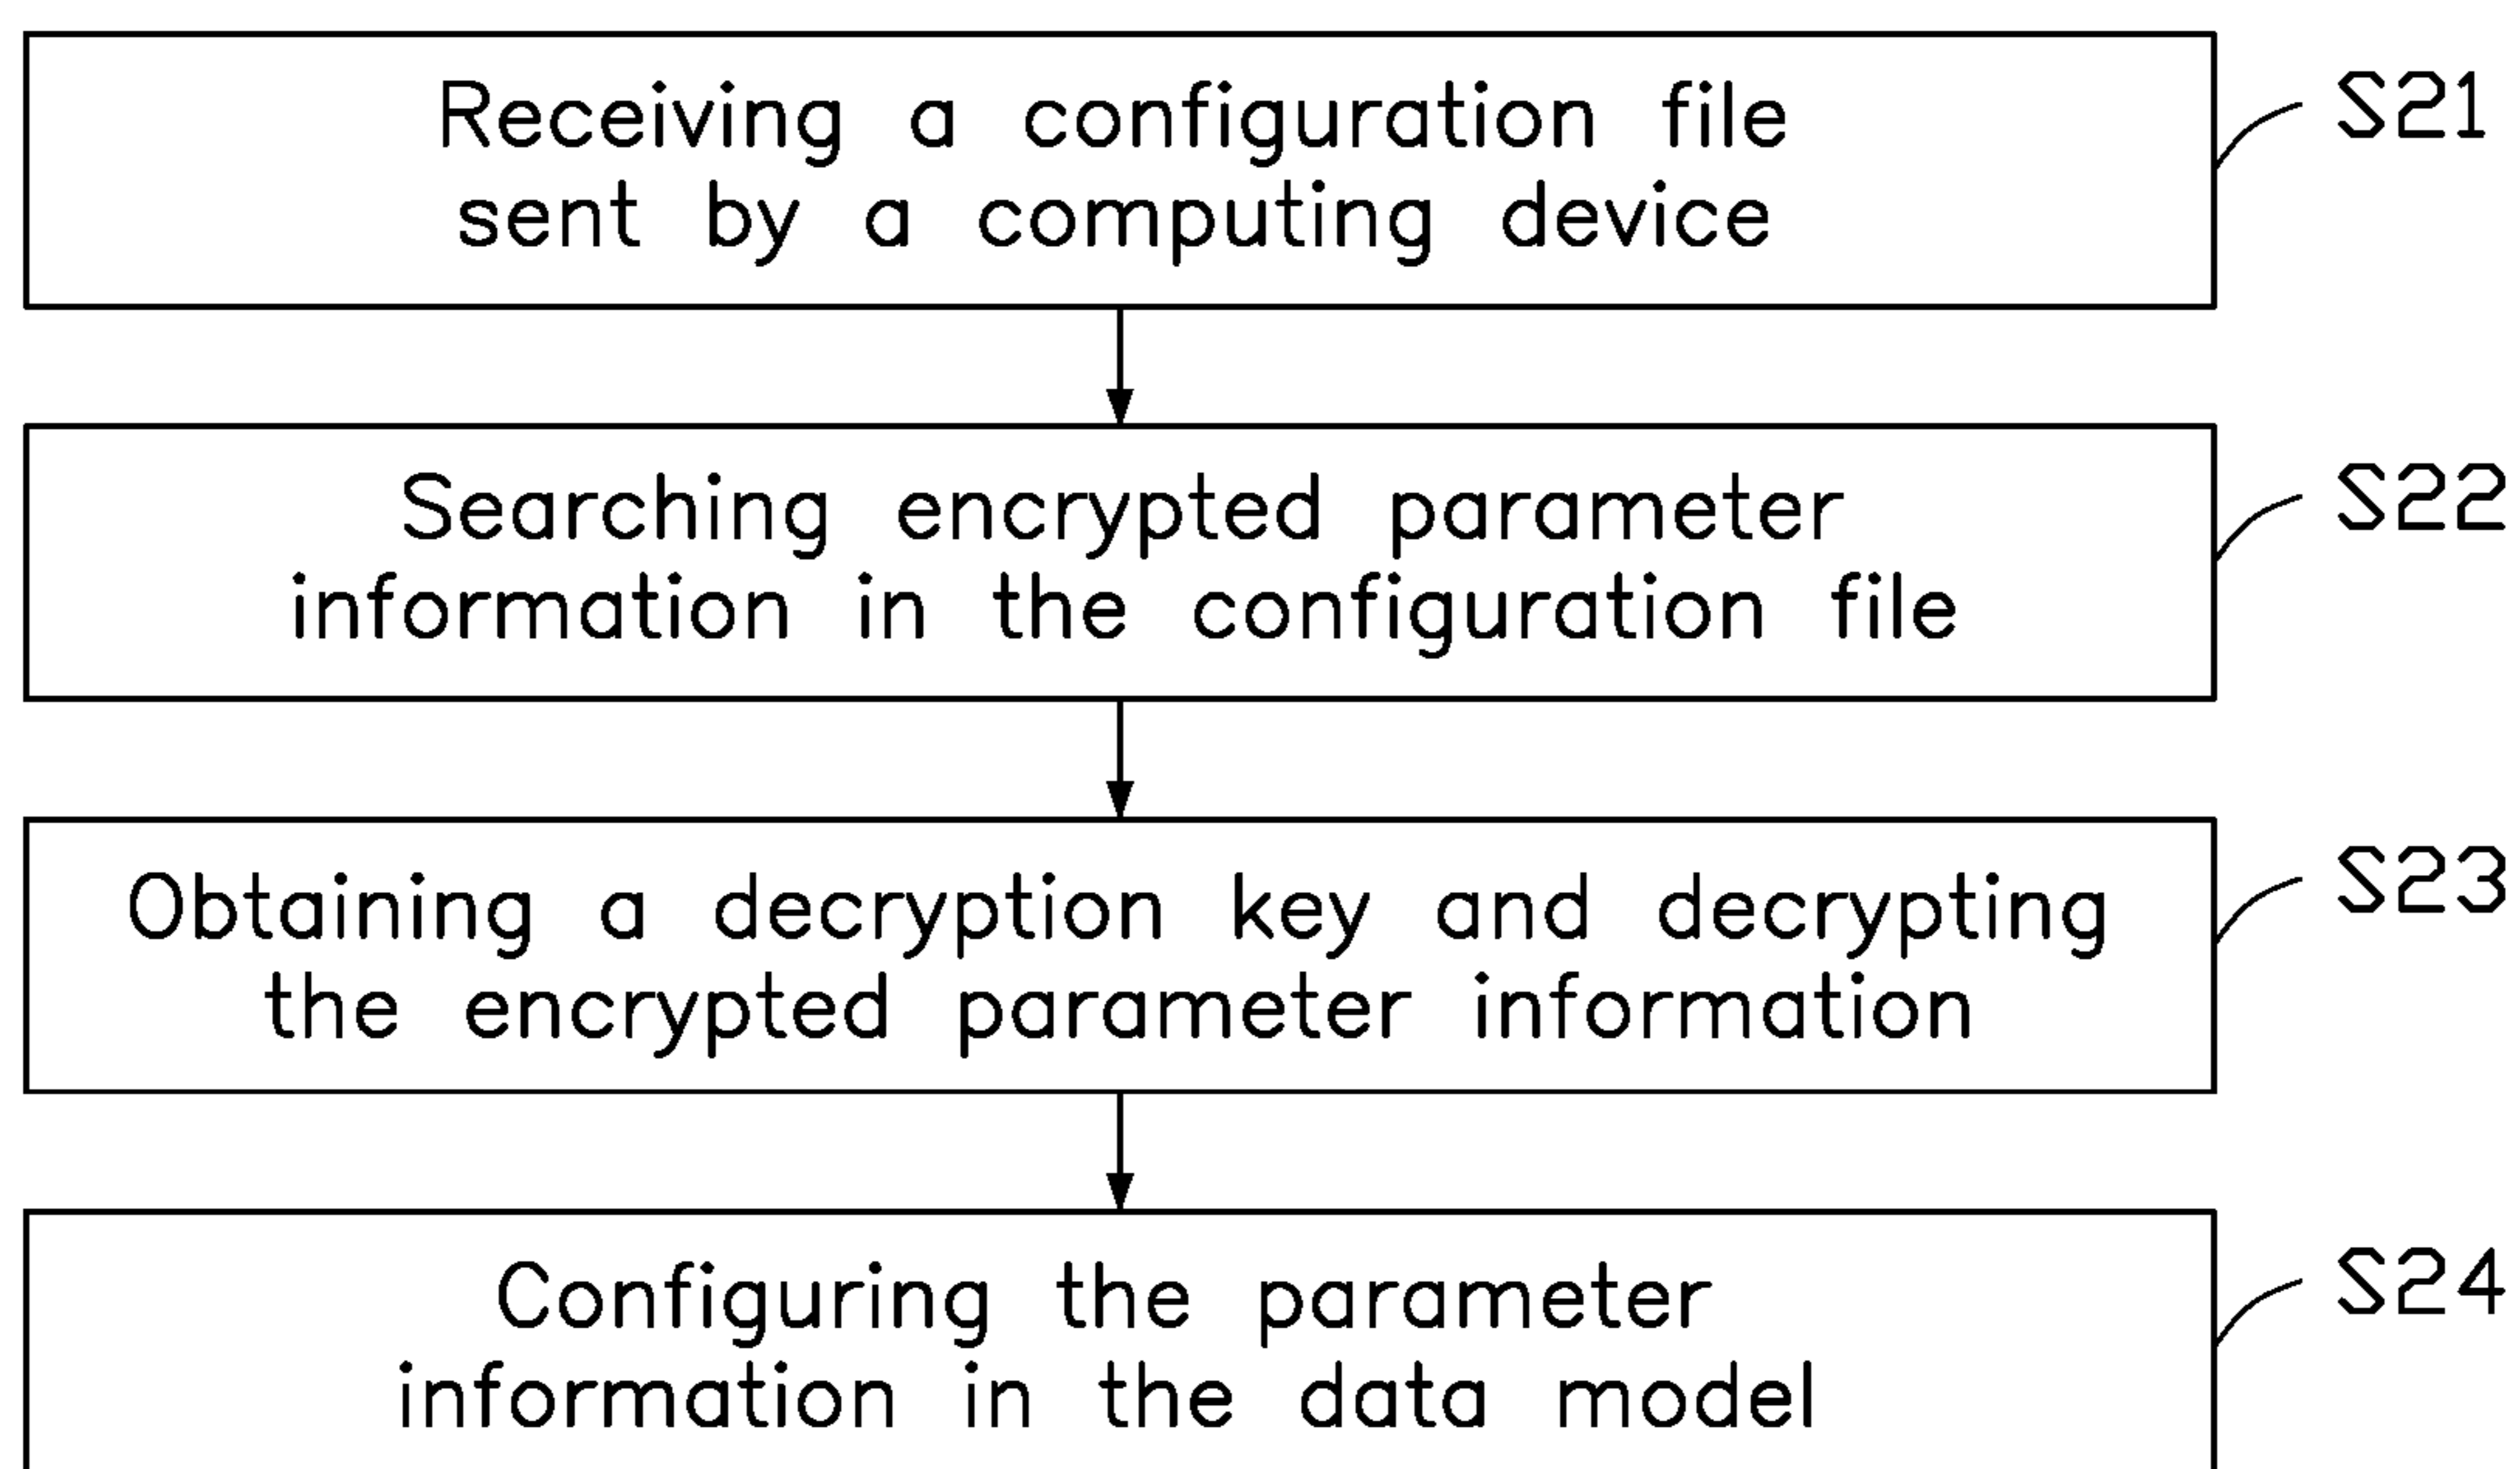 Receiving a configuration file
sent by a computing device
S21
Searching encrypted parameter
information in the configuration file
S22
Obtaining a decryption key and decrypting
the encrypted parameter information
S23
Configuring the parameter
information in the data model
S24